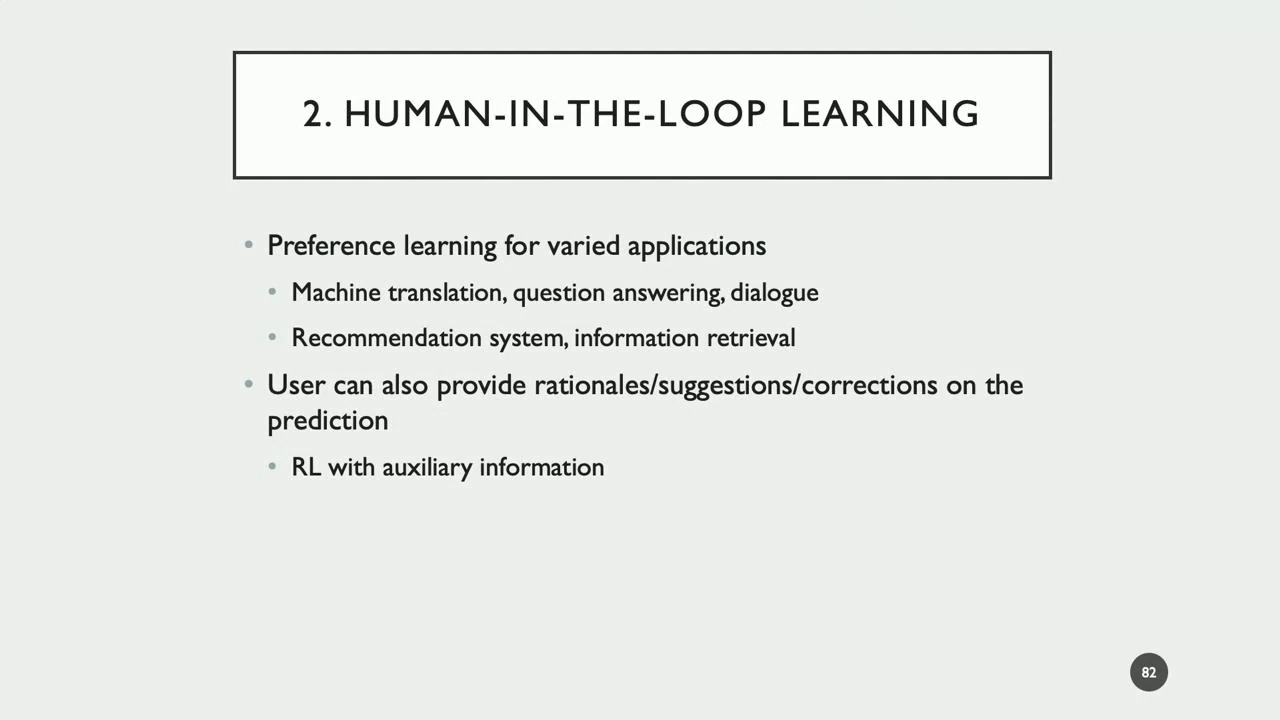 2. HUMAN-IN-THE-LOOP LEARNING
• Preference learning for varied applications
• Machine translation, question answering, dialogue
• Recommendation system, information retrieval
• User can also provide rationales/suggestions/corrections on the
prediction
• RL with auxiliary information
82